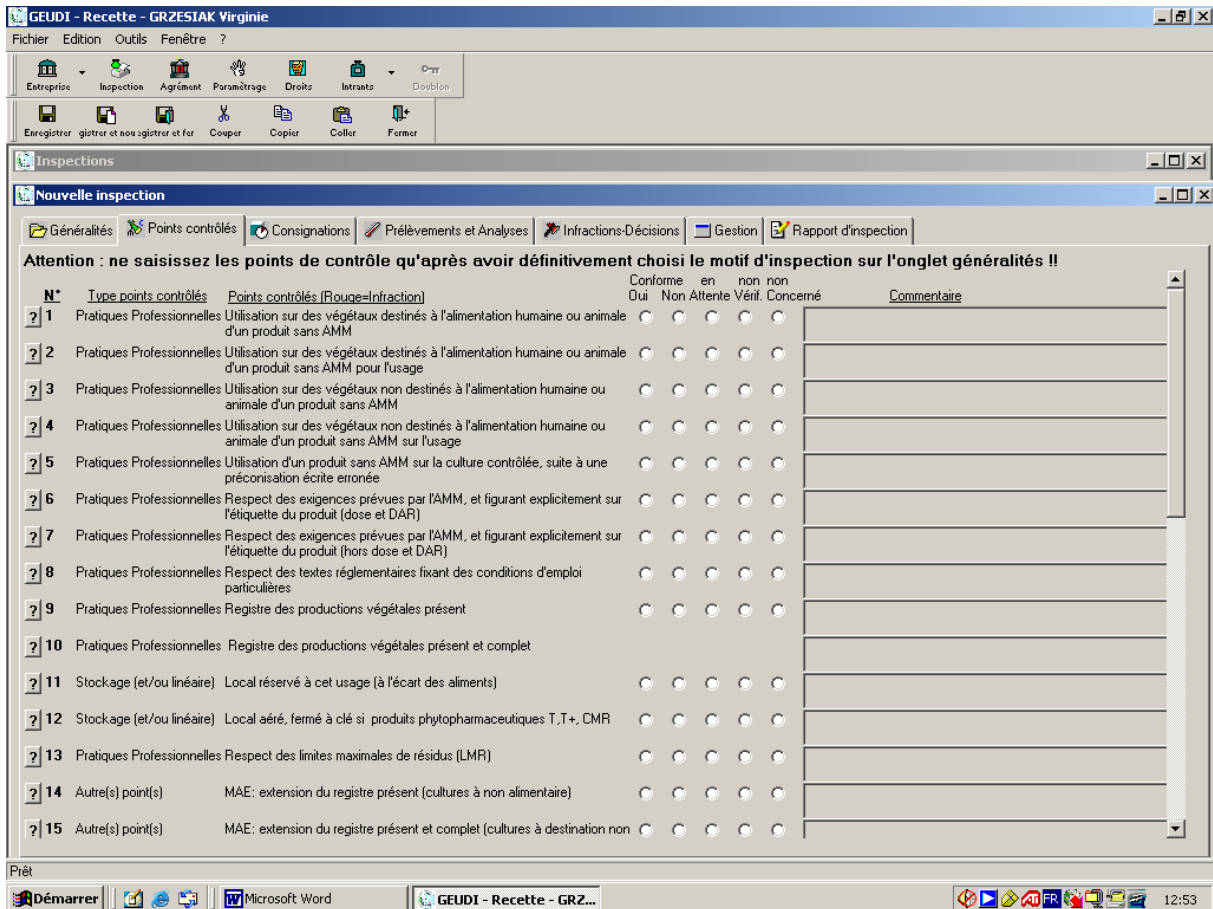 GEUDI - Recette - GRZESIAK Virginie
Fichier Edition Outils Fenêtre ?
Entreprise Inspection Agrément Paramètrage Droits Intrants Doublon
Enregistrer gistrer et nou gistrer et fer Couper Copier Coller Fermer
Inspections
Nouvelle inspection
Généralités Points contrôlés Consignations Prélèvements et Analyses Infractions-Décisions Gestion Rapport d'inspection
Attention : ne saisissez les points de contrôle qu'après avoir définitivement choisi le motif d'inspection sur l'onglet généralités !!
Conforme en non non
N° Type points contrôlés Points contrôlés (Rouge=Infraction) Oui Non Attente Vérif. Concerné Commentaire
? 1 Pratiques Professionnelles Utilisation sur des végétaux destinés à l'alimentation humaine ou animale
d'un produit sans AMM
? 2 Pratiques Professionnelles Utilisation sur des végétaux destinés à l'alimentation humaine ou animale
d'un produit sans AMM pour l'usage
? 3 Pratiques Professionnelles Utilisation sur des végétaux non destinés à l'alimentation humaine ou
animale d'un produit sans AMM
? 4 Pratiques Professionnelles Utilisation sur des végétaux non destinés à l'alimentation humaine ou
animale d'un produit sans AMM sur l'usage
? 5 Pratiques Professionnelles Utilisation d'un produit sans AMM sur la culture contrôlée, suite à une
préconisation écrite erronée
? 6 Pratiques Professionnelles Respect des exigences prévues par l'AMM, et figurant explicitement sur
l'étiquette du produit (dose et DAR)
? 7 Pratiques Professionnelles Respect des exigences prévues par l'AMM, et figurant explicitement sur
l'étiquette du produit (hors dose et DAR)
? 8 Pratiques Professionnelles Respect des textes réglementaires fixant des conditions d'emploi
particulières
? 9 Pratiques Professionnelles Registre des productions végétales présent
? 10 Pratiques Professionnelles Registre des productions végétales présent et complet
? 11 Stockage (et/ou linéaire) Local réservé à cet usage (à l'écart des aliments)
? 12 Stockage (et/ou linéaire) Local aéré, fermé à clé si produits phytopharmaceutiques T,T+, CMR
? 13 Pratiques Professionnelles Respect des limites maximales de résidus (LMR)
? 14 Autre(s) point(s) MAE: extension du registre présent (cultures à non alimentaire)
? 15 Autre(s) point(s) MAE: extension du registre présent et complet (cultures à destination non
Prêt
Démarrer Microsoft Word GEUDI - Recette - GRZ... FR 12:53